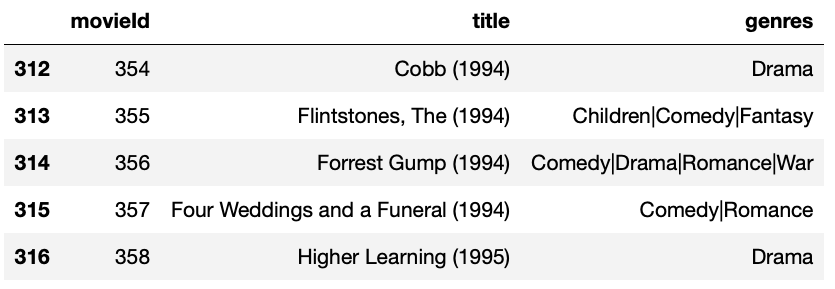 movieId title genres
312 354 Cobb (1994) Drama
313 355 Flintstones, The (1994) Children|Comedy|Fantasy
314 356 Forrest Gump (1994) Comedy|Drama|Romance|War
315 357 Four Weddings and a Funeral (1994) Comedy|Romance
316 358 Higher Learning (1995) Drama